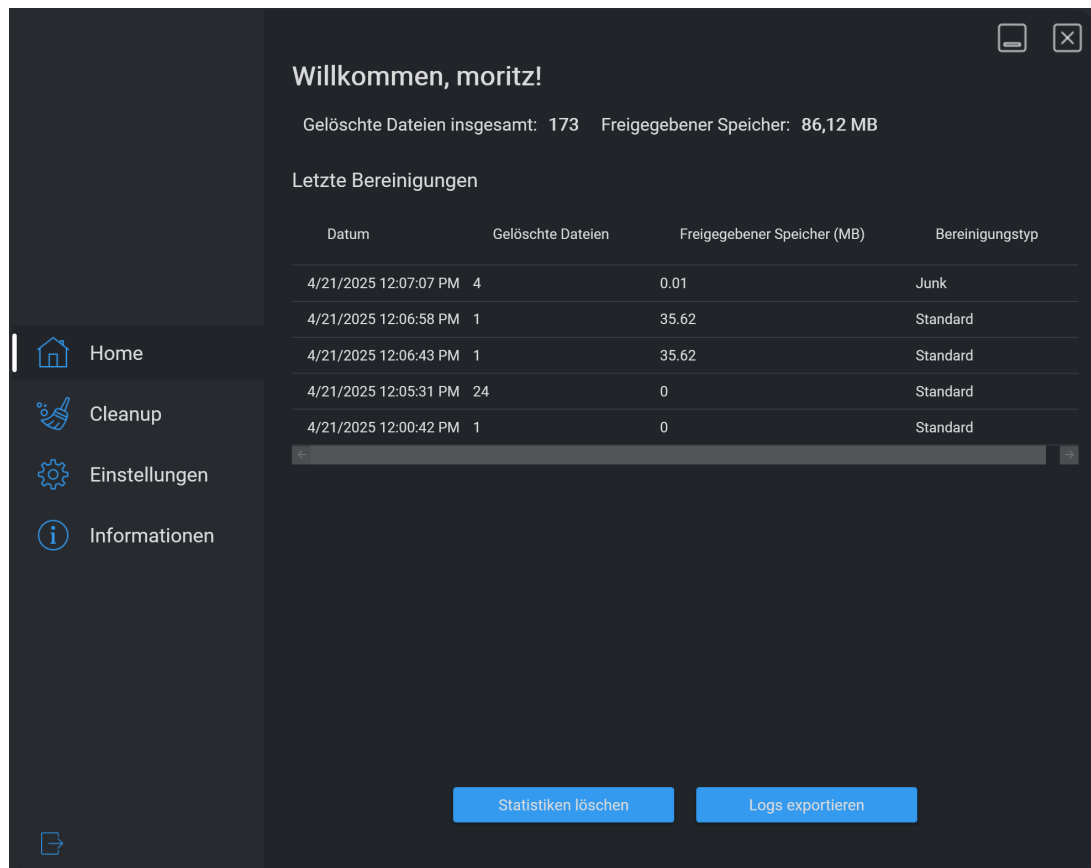 Willkommen, moritz!
Gelöschte Dateien insgesamt: 173 Freigegebener Speicher: 86,12 MB
Letzte Bereinigungen
Datum Gelöschte Dateien Freigegebener Speicher (MB) Bereinigungstyp
4/21/2025 12:07:07 PM 4 0.01 Junk
4/21/2025 12:06:58 PM 1 35.62 Standard
4/21/2025 12:06:43 PM 1 35.62 Standard
4/21/2025 12:05:31 PM 24 0 Standard
4/21/2025 12:00:42 PM 1 0 Standard
Home
Cleanup
Einstellungen
Informationen
Statistiken löschen Logs exportieren